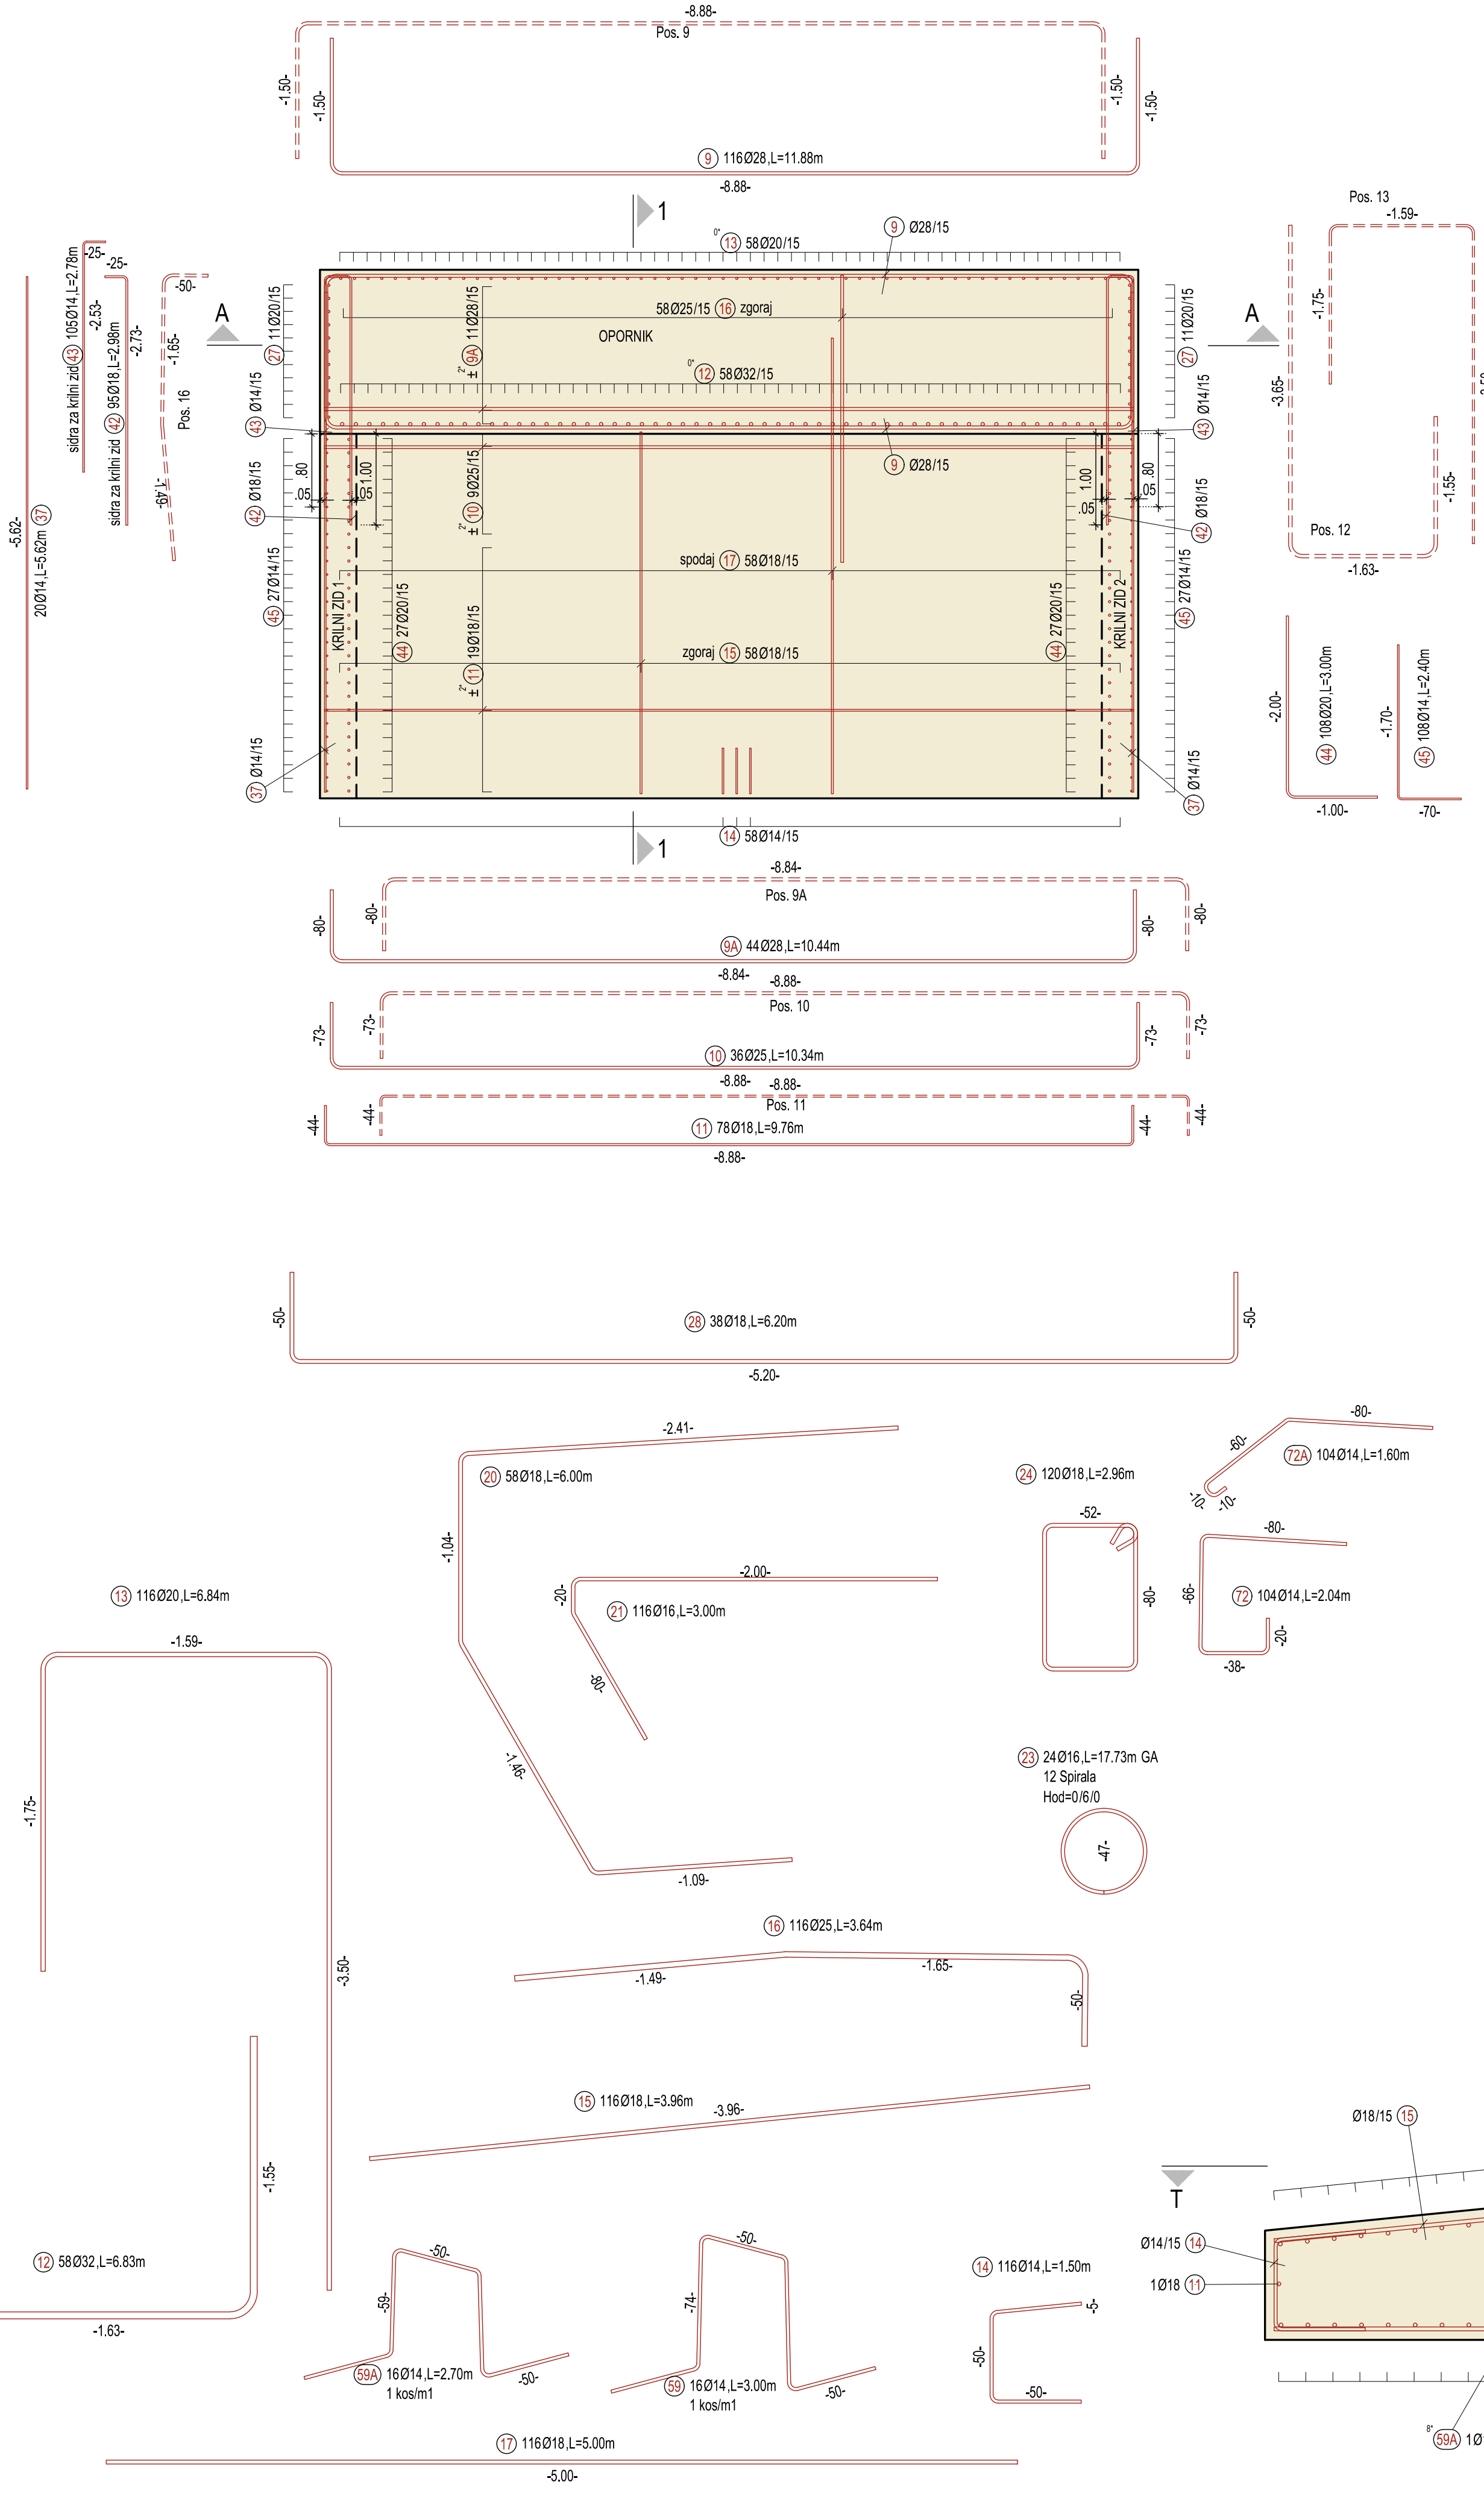 -8.88-
Pos. 9
-1.50-
-1.50-
-1.50-
-1.50-
9 116Ø28,L=11.88m
-8.88-
1
Pos. 13
-1.59-
9 Ø28/15
0* 13 58Ø20/15
-25-
-25-
-50-
sidra za krilni zid 43 105Ø14,L=2.78m
-2.53-
sidra za krilni zid 42 95Ø18,L=2.98m
-2.73-
-1.65-
Pos. 16
-1.49-
A
A
27 11Ø20/15
27 11Ø20/15
-1.75-
-3.65-
58Ø25/15 16 zgoraj
OPORNIK
± 2* 9A 11Ø28/15
0* 12 58Ø32/15
43 Ø14/15
43 Ø14/15
9 Ø28/15
.80
1.00
.05
.05
1.00
.80
.05
.05
42 Ø18/15
42 Ø18/15
± 2* 10 9Ø25/15
-1.55-
Pos. 12
-1.63-
-5.62-
20Ø14,L=5.62m 37
spodaj 17 58Ø18/15
45 27Ø14/15
KRILNI ZID 1
44 27Ø20/15
± 2* 11 19Ø18/15
zgoraj 15 58Ø18/15
44 27Ø20/15
KRILNI ZID 2
45 27Ø14/15
-2.00-
44 108Ø20,L=3.00m
-1.00-
-1.70-
45 108Ø14,L=2.40m
-70-
37 Ø14/15
37 Ø14/15
14 58Ø14/15
1
-8.84-
Pos. 9A
-80-
-80-
-80-
-80-
9A 44Ø28,L=10.44m
-8.84-
-8.88-
Pos. 10
-73-
-73-
-73-
-73-
10 36Ø25,L=10.34m
-8.88-
-8.88-
Pos. 11
-44-
-44-
-44-
-44-
11 78Ø18,L=9.76m
-8.88-
-50-
28 38Ø18,L=6.20m
-50-
-5.20-
-2.41-
20 58Ø18,L=6.00m
-1.04-
-1.46-
-1.09-
-2.00-
-20-
21 116Ø16,L=3.00m
-80-
24 120Ø18,L=2.96m
-52-
-80-
-80-
-60-
72A 104Ø14,L=1.60m
-10-
-10-
-80-
-66-
72 104Ø14,L=2.04m
-20-
-38-
13 116Ø20,L=6.84m
-1.59-
-1.75-
-3.50-
23 24Ø16,L=17.73m GA
12 Spirala
Hod=0/6/0
-47-
16 116Ø25,L=3.64m
-1.49-
-1.65-
-50-
15 116Ø18,L=3.96m
-3.96-
-1.55-
12 58Ø32,L=6.83m
-1.63-
-50-
-59-
59A 16Ø14,L=2.70m
1 kos/m1
-50-
-50-
-74-
59 16Ø14,L=3.00m
1 kos/m1
-50-
14 116Ø14,L=1.50m
-5-
-50-
-50-
T
Ø18/15 15
Ø14/15 14
1Ø18 11
8* 59A 1Ø
17 116Ø18,L=5.00m
-5.00-